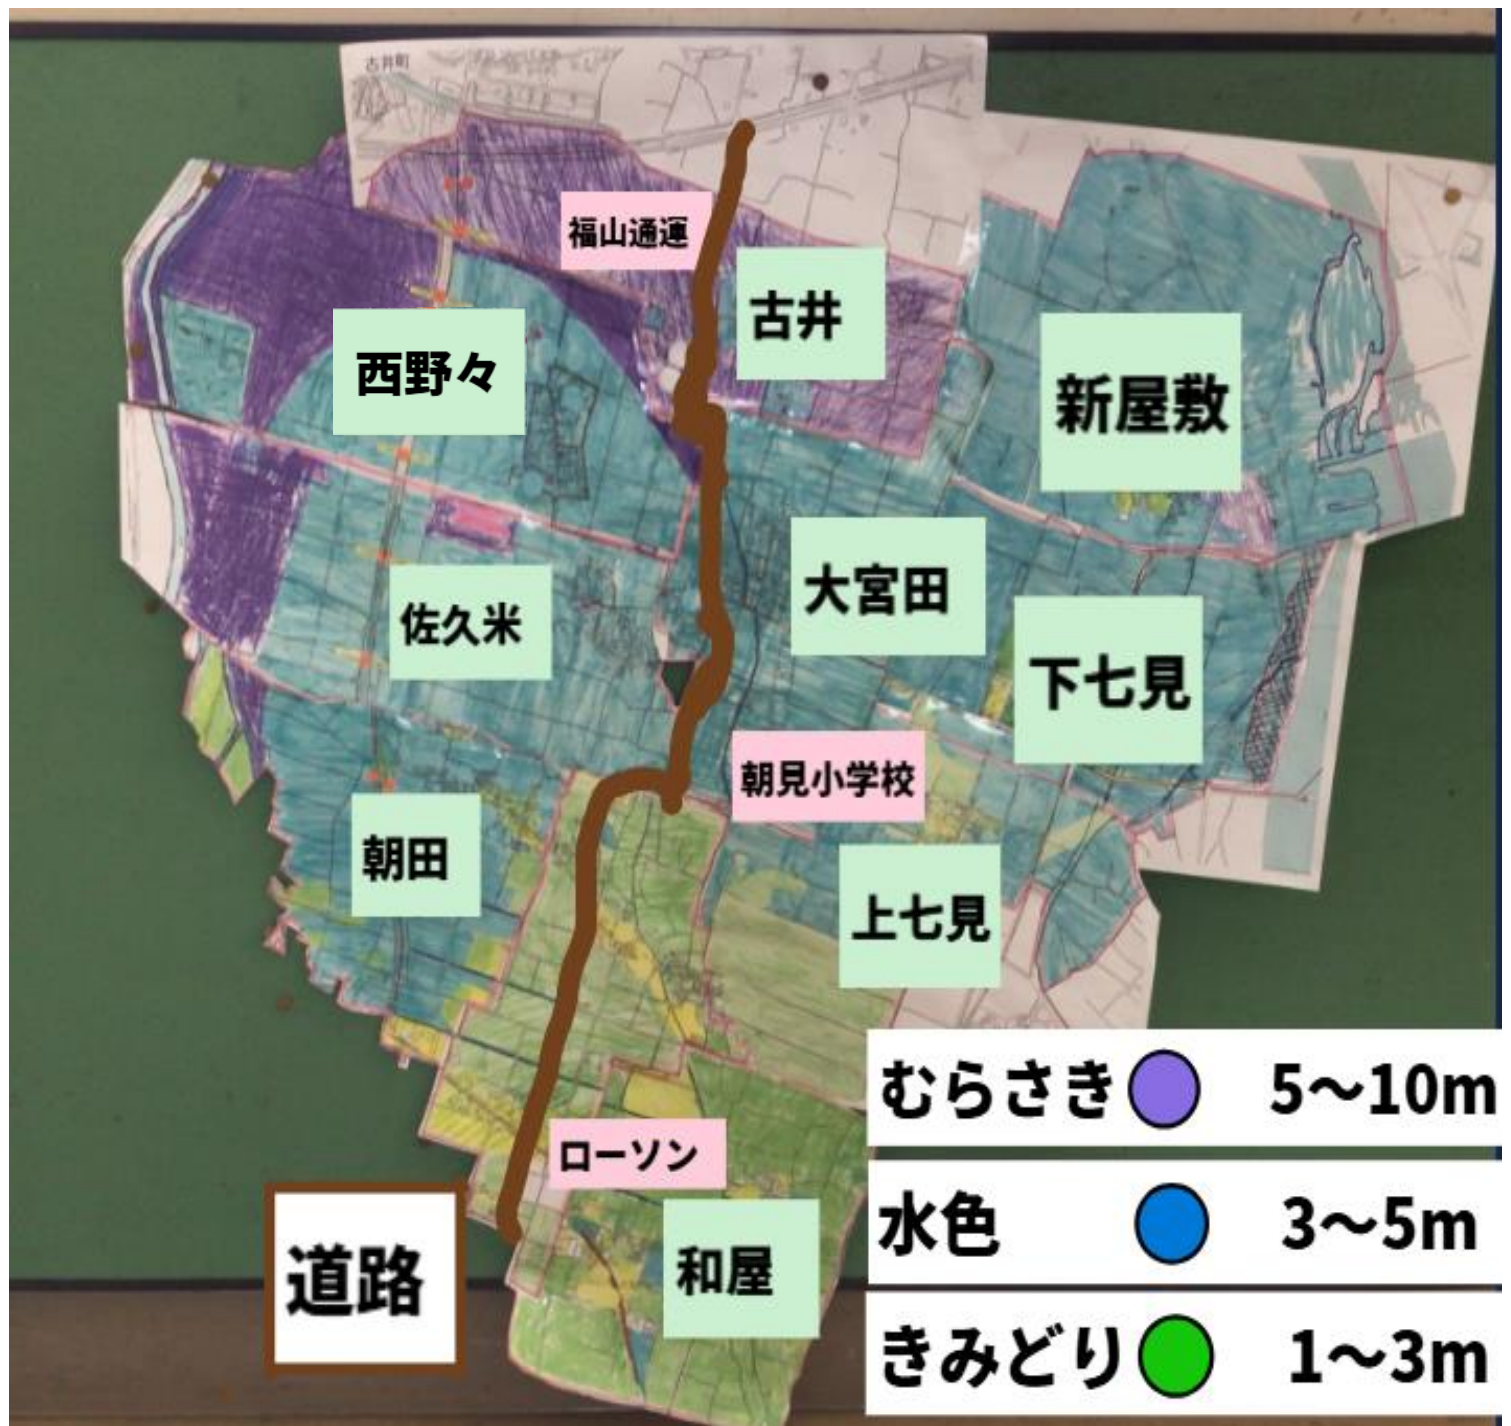 古井町
福山通運
古井
西野々
新屋敷
大宮田
佐久米
下七見
朝見小学校
朝田
上七見
ローソン
和屋
道路
むらさき 5～10m
水色 3～5m
きみどり 1～3m